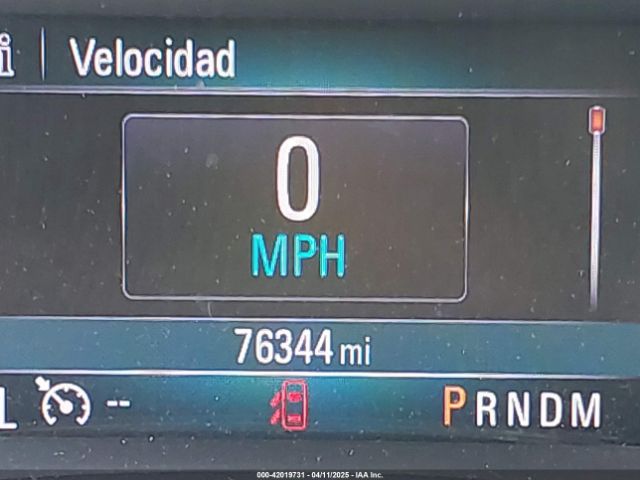 i Velocidad
0
MPH
76344 mi
L -- PRNDM
000-42019731 - 04/11/2025 - IAA Inc.